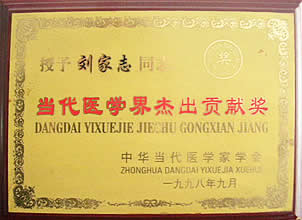 奖
授予 刘家志 同志
当代医学界杰出贡献奖
DANGDAI YIXUEJIE JIECHU GONGXIAN JIANG
中华当代医学家学会
ZHONGHUA DANGDAI YIXUEJIA XUEHUI
一九九八年九月